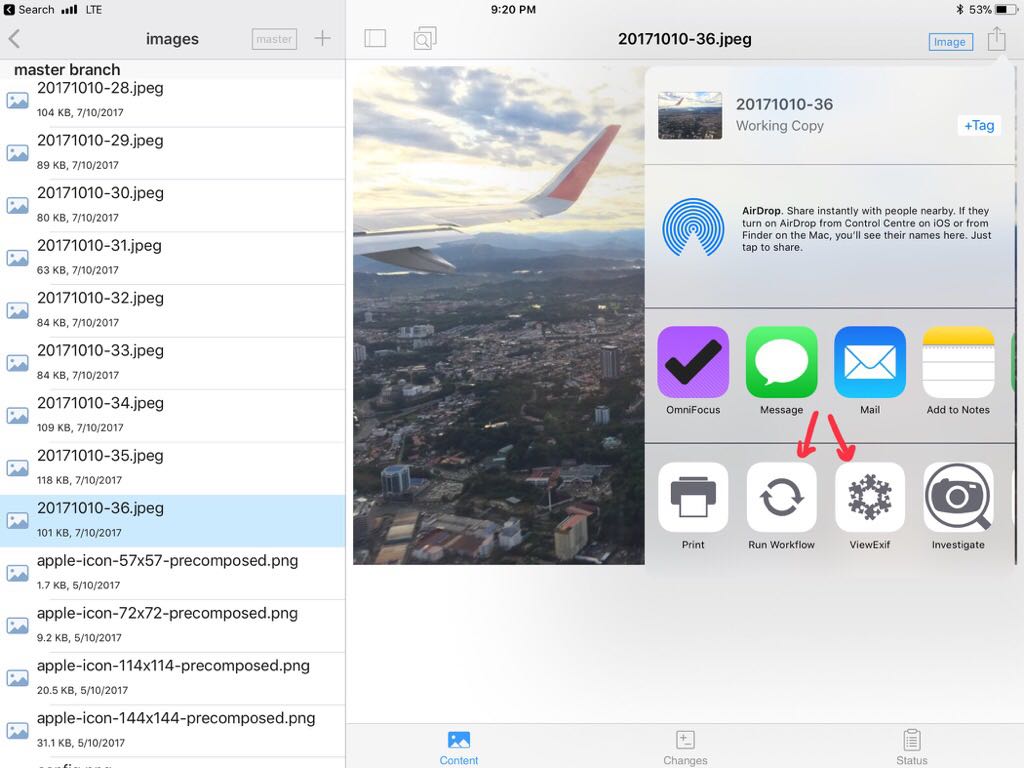 Search LTE
9:20 PM
53%
images
master
20171010-36.jpeg
Image
master branch
20171010-28.jpeg
104 KB, 7/10/2017
20171010-29.jpeg
89 KB, 7/10/2017
20171010-30.jpeg
80 KB, 7/10/2017
20171010-31.jpeg
63 KB, 7/10/2017
20171010-32.jpeg
84 KB, 7/10/2017
20171010-33.jpeg
84 KB, 7/10/2017
20171010-34.jpeg
109 KB, 7/10/2017
20171010-35.jpeg
118 KB, 7/10/2017
20171010-36.jpeg
101 KB, 7/10/2017
apple-icon-57x57-precomposed.png
1.7 KB, 5/10/2017
apple-icon-72x72-precomposed.png
9.2 KB, 5/10/2017
apple-icon-114x114-precomposed.png
20.5 KB, 5/10/2017
apple-icon-144x144-precomposed.png
31.1 KB, 5/10/2017
20171010-36
Working Copy
+Tag
AirDrop. Share instantly with people nearby. If they
turn on AirDrop from Control Centre on iOS or from
Finder on the Mac, you'll see their names here. Just
tap to share.
OmniFocus
Message
Mail
Add to Notes
Print
Run Workflow
ViewExif
Investigate
Content
Changes
Status